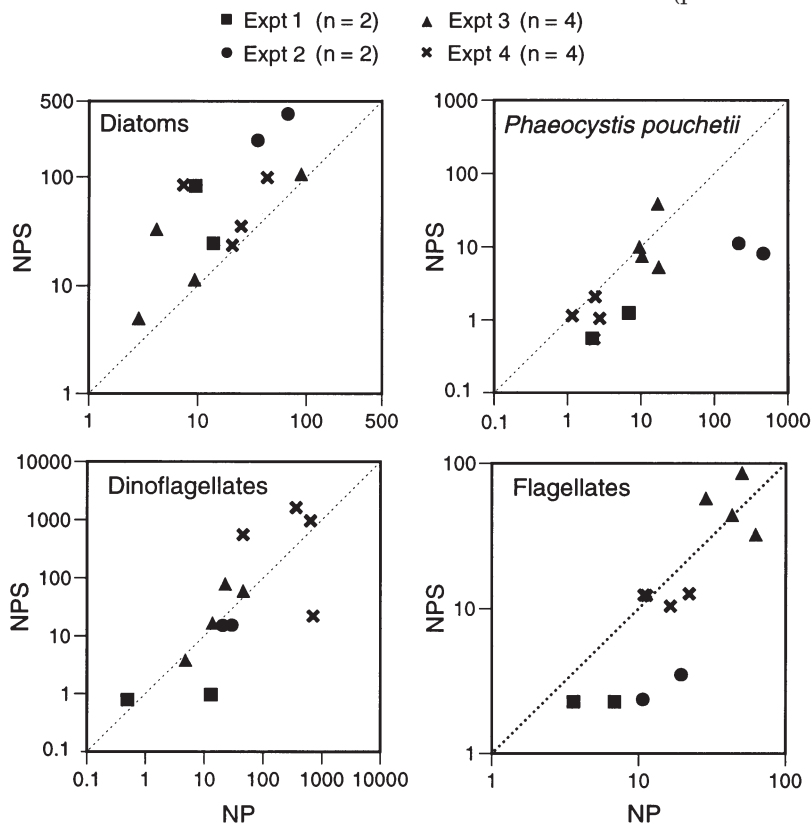 (p
■ Expt 1 (n = 2) ▲ Expt 3 (n = 4)
● Expt 2 (n = 2) ✖ Expt 4 (n = 4)
500
100
10
1
NPS
Diatoms
1 10 100 500
1000
100
10
1
0.1
NPS
Phaeocystis pouchetii
0.1 1 10 100 1000
10000
1000
100
10
1
0.1
NPS
Dinoflagellates
0.1 1 10 100 1000 10000
NP
100
10
1
NPS
Flagellates
1 10 100
NP